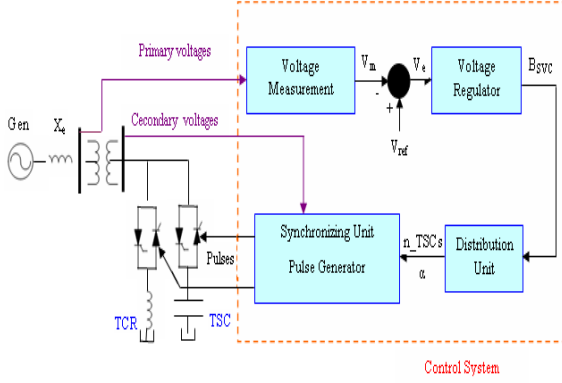 Primary voltages
Voltage
Measurement
Vm
-
+
Vref
Ve
Voltage
Regulator
BSVC
Gen
Xe
Cecondary voltages
Synchronizing Unit
Pulse Generator
n_TSCs
α
Distribution
Unit
Pulses
TCR
TSC
Control System